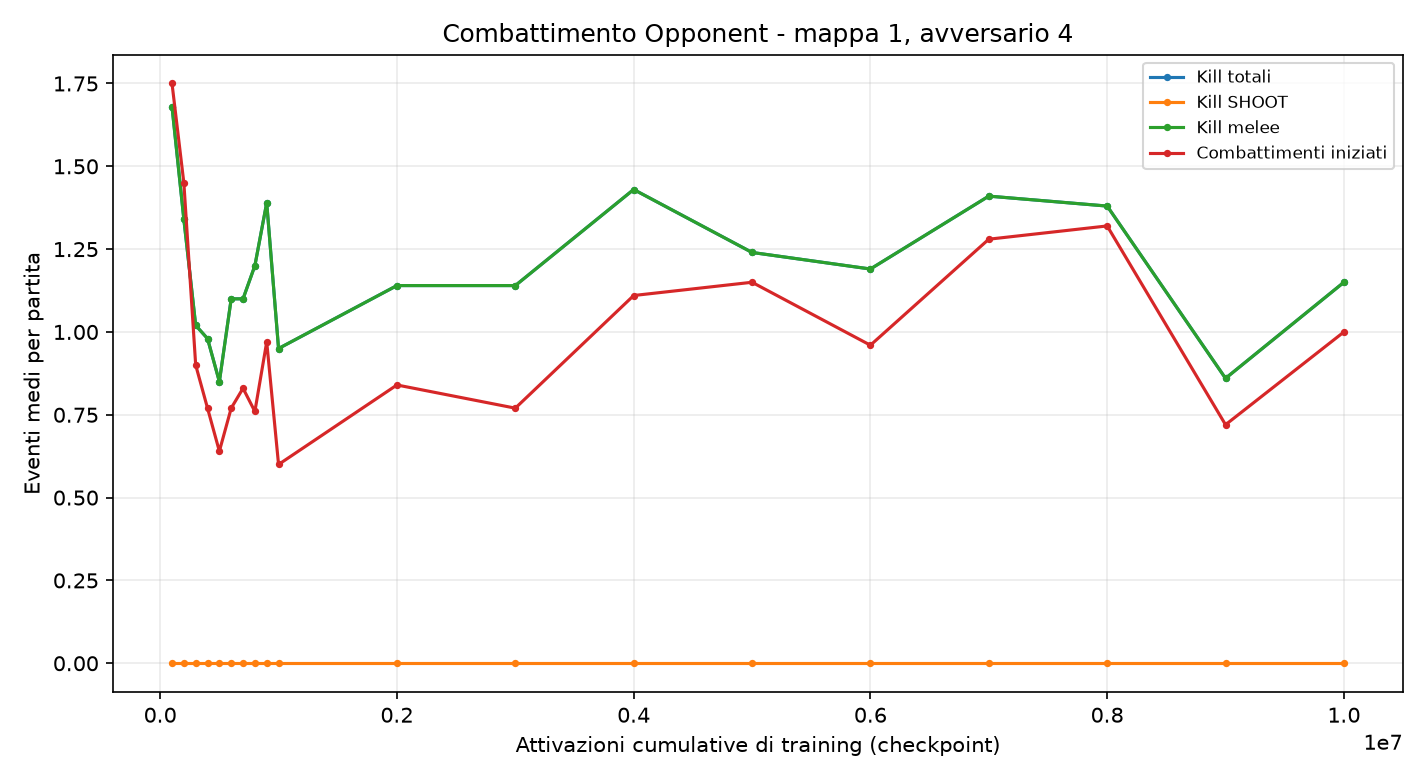 Combattimento Opponent - mappa 1, avversario 4
Kill totali
Kill SHOOT
Kill melee
Combattimenti iniziati
Eventi medi per partita
1.75
1.50
1.25
1.00
0.75
0.50
0.25
0.00
0.0 0.2 0.4 0.6 0.8 1.0
1e7
Attivazioni cumulative di training (checkpoint)